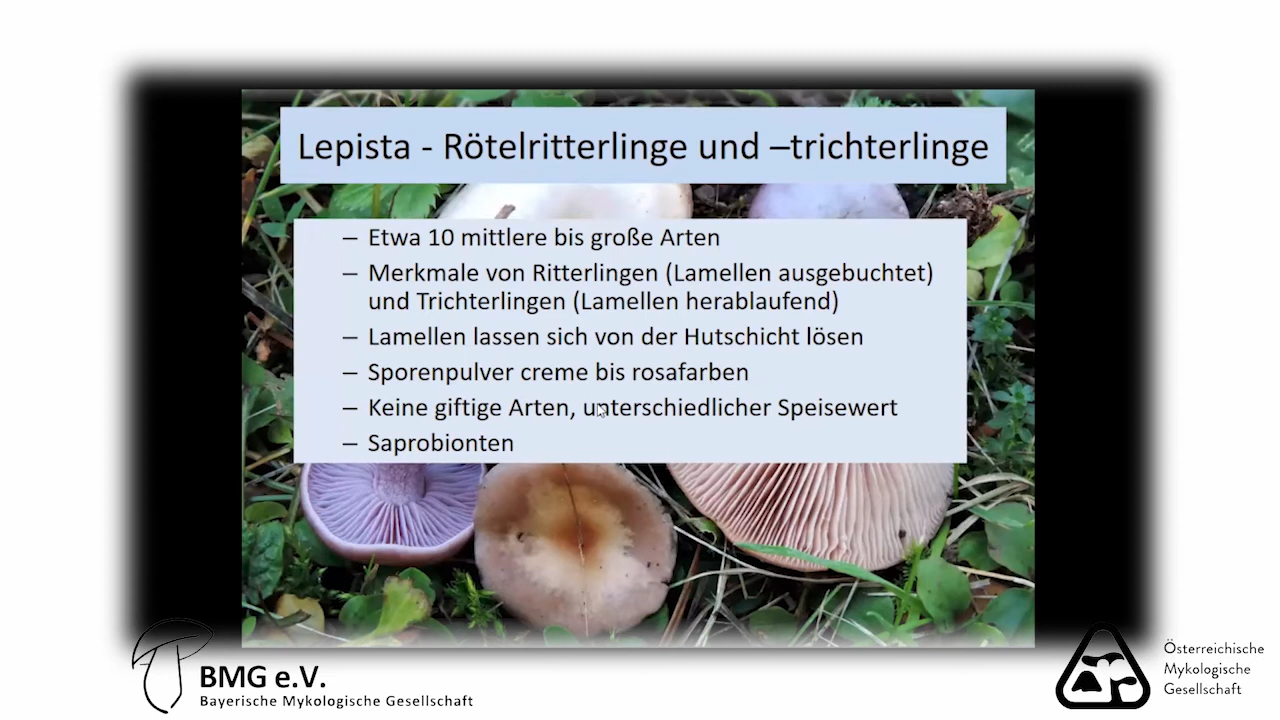 Lepista - Rötelritterlinge und –trichterlinge
– Etwa 10 mittlere bis große Arten
– Merkmale von Ritterlingen (Lamellen ausgebuchtet)
und Trichterlingen (Lamellen herablaufend)
– Lamellen lassen sich von der Hutschicht lösen
– Sporenpulver creme bis rosafarben
– Keine giftige Arten, unterschiedlicher Speisewert
– Saprobionten
BMG e.V.
Bayerische Mykologische Gesellschaft
Österreichische
Mykologische
Gesellschaft